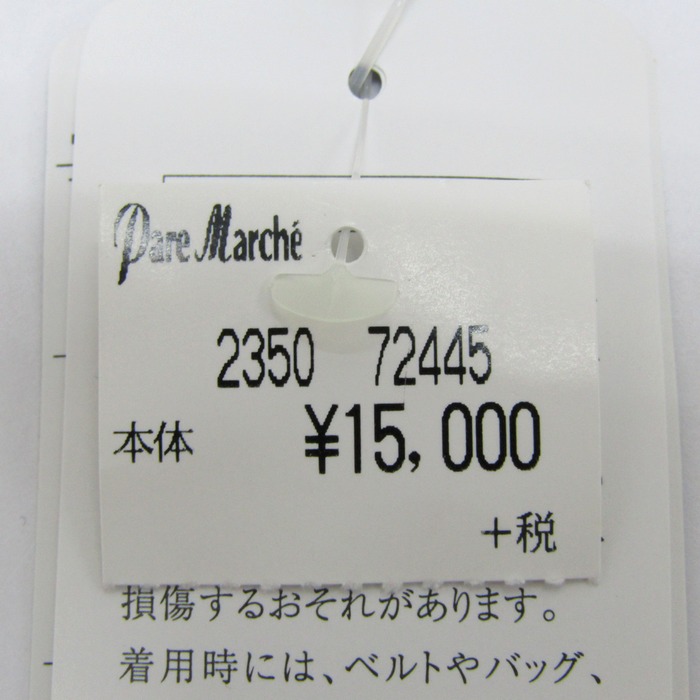 Pare Marché
2350 72445
本体 ¥15,000
+税
損傷するおそれがあります。
着用時には、ベルトやバッグ、